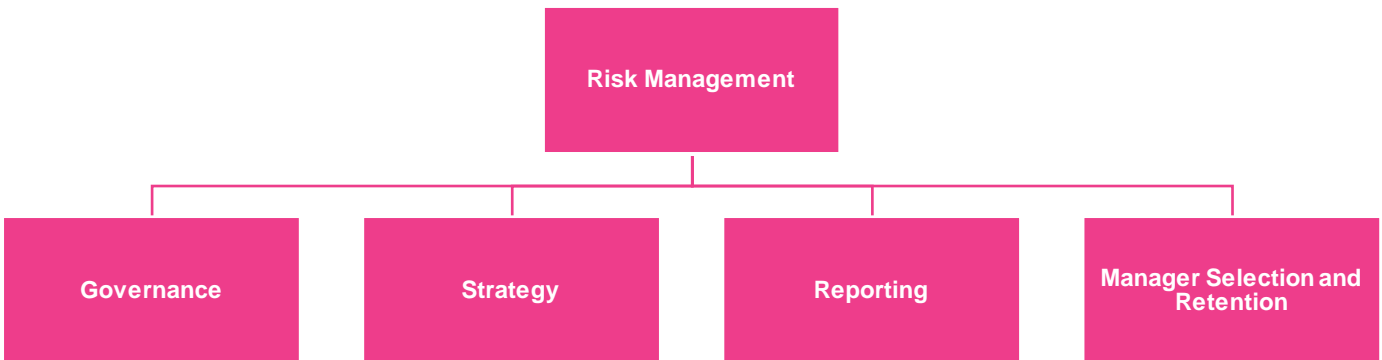 Risk Management
Governance
Strategy
Reporting
Manager Selection and
Retention